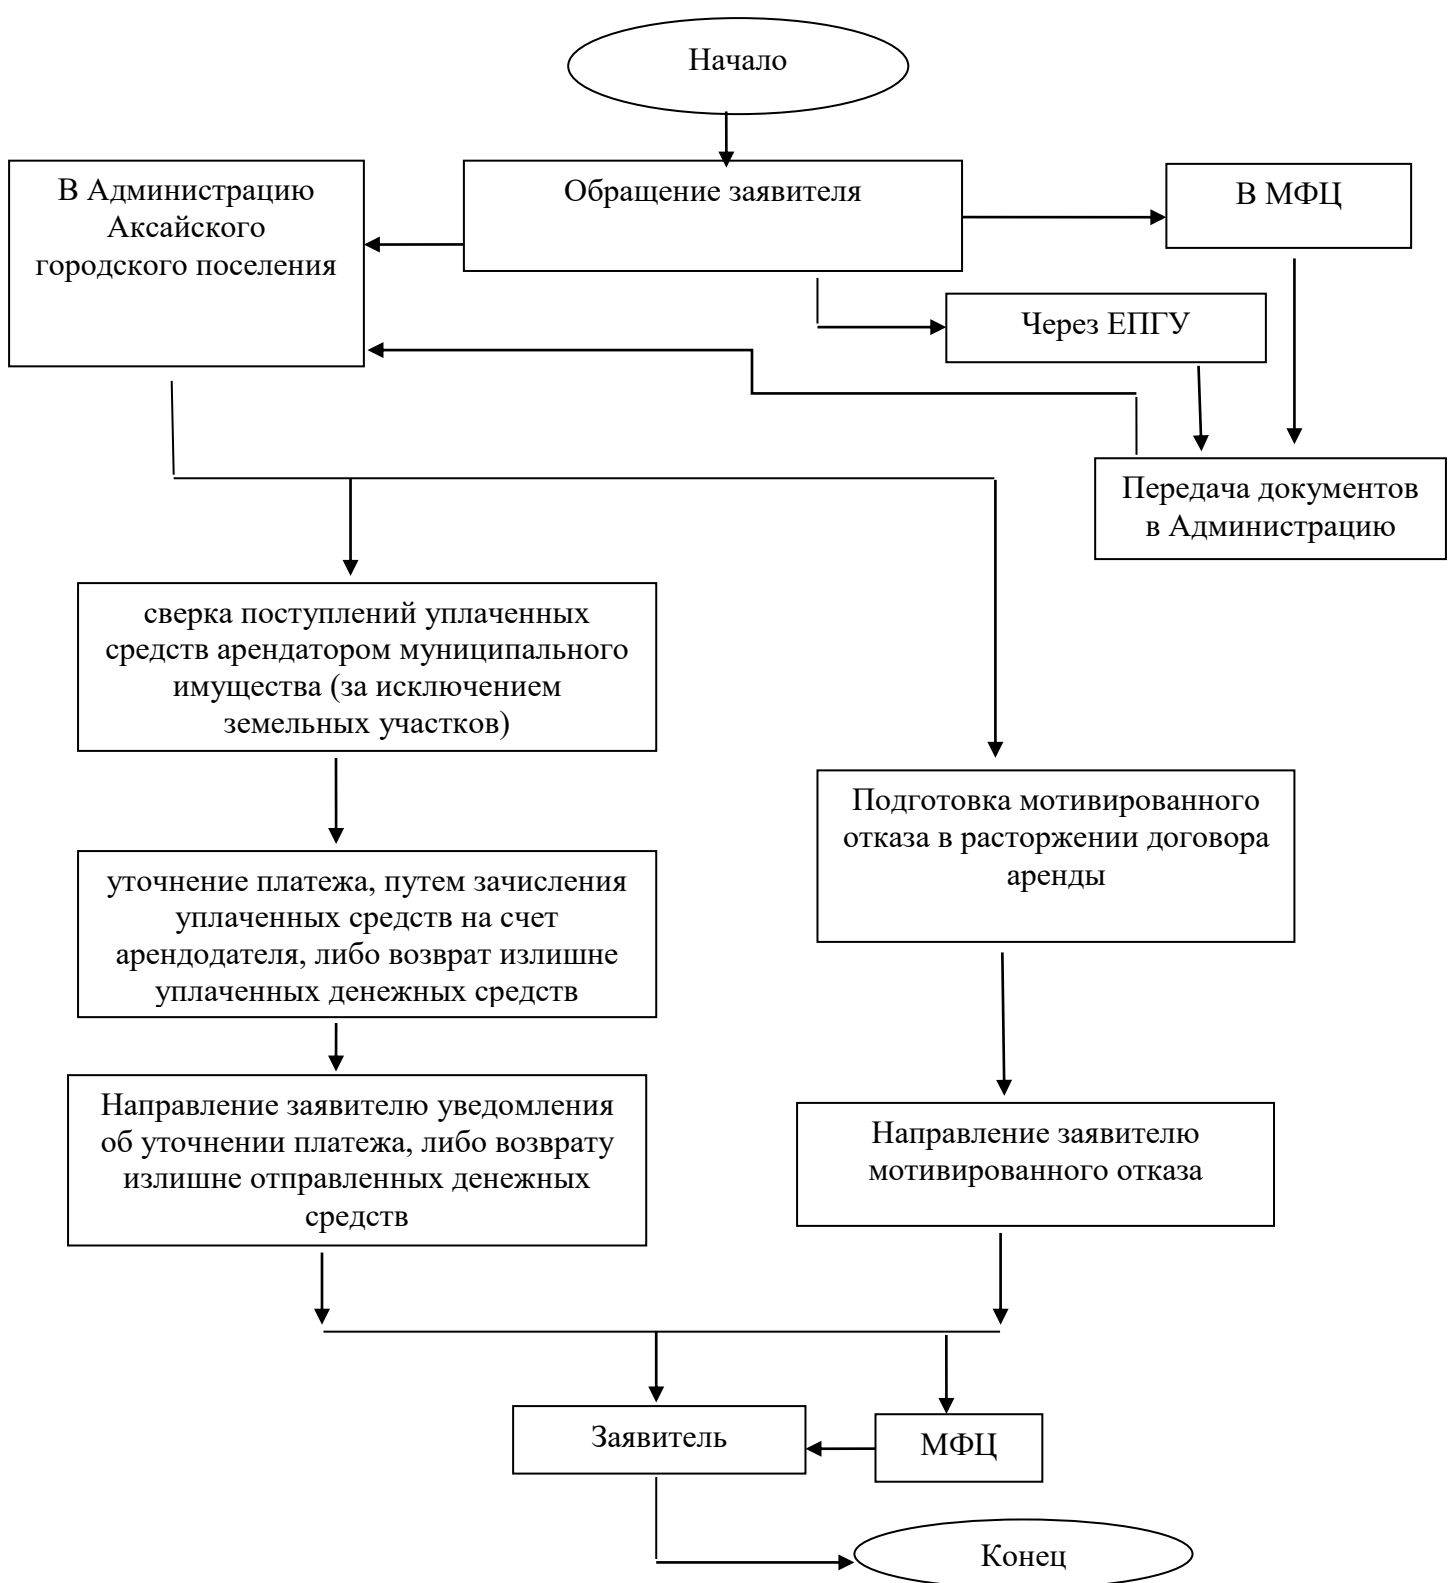 Начало
В Администрацию
Аксайского
городского поселения
Обращение заявителя
В МФЦ
Через ЕПГУ
Передача документов
в Администрацию
сверка поступлений уплаченных
средств арендатором муниципального
имущества (за исключением
земельных участков)
Подготовка мотивированного
отказа в расторжении договора
аренды
уточнение платежа, путем зачисления
уплаченных средств на счет
арендодателя, либо возврат излишне
уплаченных денежных средств
Направление заявителю уведомления
об уточнении платежа, либо возврату
излишне отправленных денежных
средств
Направление заявителю
мотивированного отказа
Заявитель
МФЦ
Конец